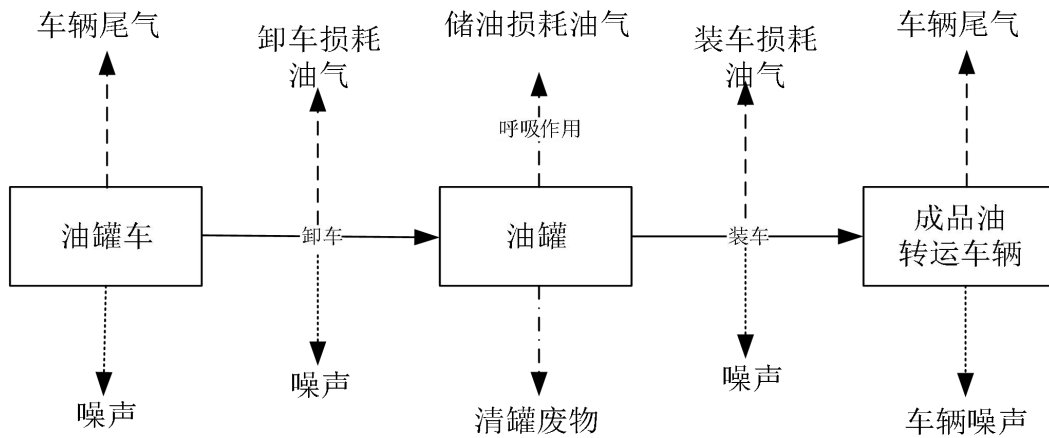 车辆尾气
卸车损耗
油气
储油损耗油气
装车损耗
油气
车辆尾气
呼吸作用
油罐车
卸车
油罐
装车
成品油
转运车辆
噪声
噪声
清罐废物
噪声
车辆噪声